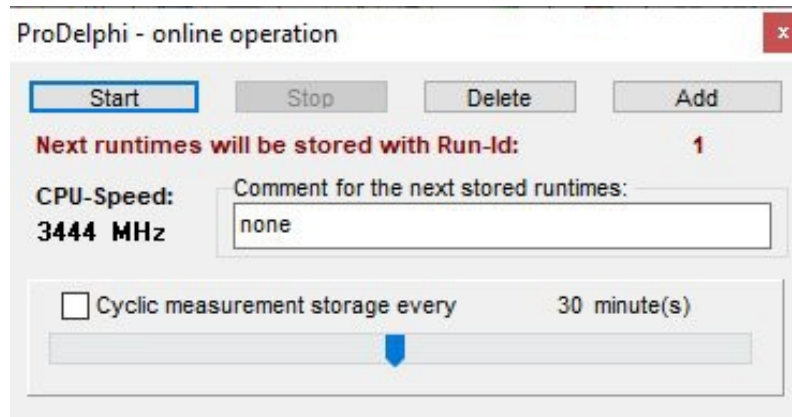 ProDelphi - online operation
x
Start Stop Delete Add
Next runtimes will be stored with Run-Id: 1
CPU-Speed:
3444 MHz
Comment for the next stored runtimes:
none
Cyclic measurement storage every 30 minute(s)